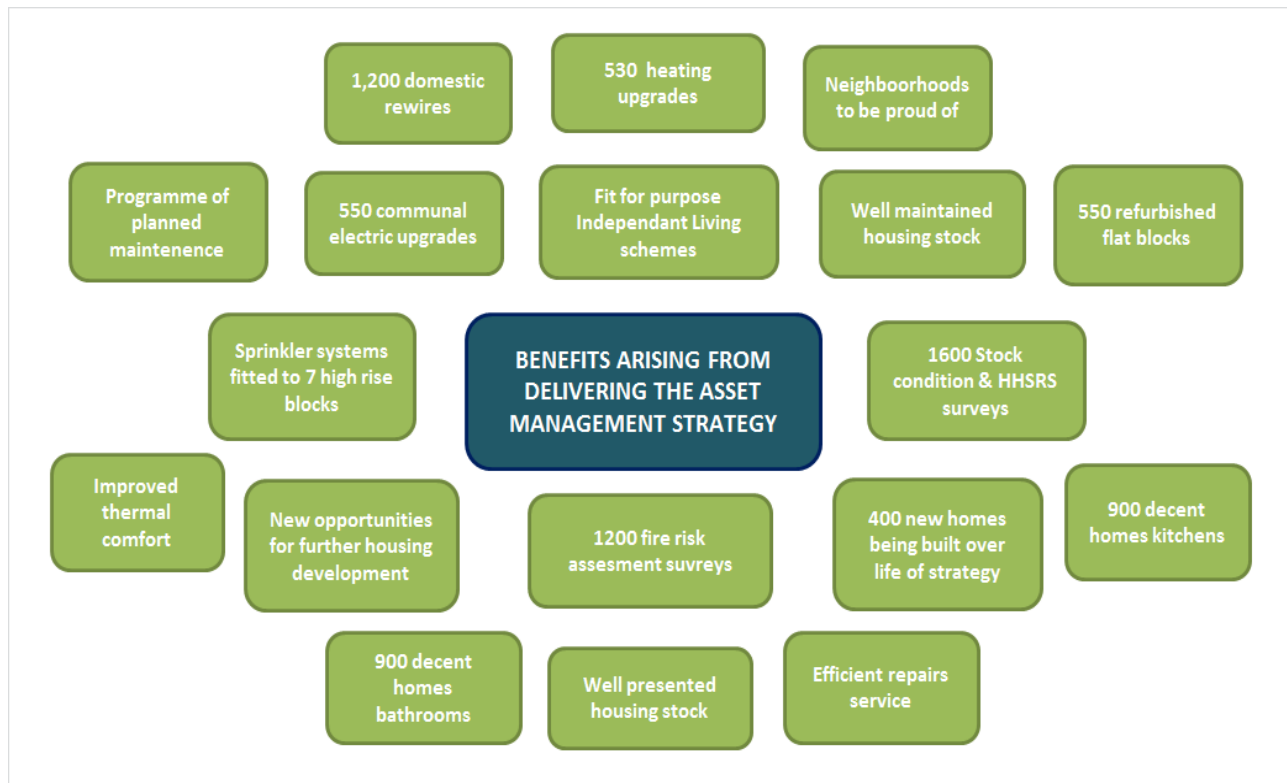 1,200 domestic
rewires
530 heating
upgrades
Neighboorhoods
to be proud of
Programme of
planned
maintenence
550 communal
electric upgrades
Fit for purpose
Independant Living
schemes
Well maintained
housing stock
550 refurbished
flat blocks
Sprinkler systems
fitted to 7 high rise
blocks
BENEFITS ARISING FROM
DELIVERING THE ASSET
MANAGEMENT STRATEGY
1600 Stock
condition & HHSRS
surveys
Improved
thermal
comfort
New opportunities
for further housing
development
1200 fire risk
assesment suvreys
400 new homes
being built over
life of strategy
900 decent
homes kitchens
900 decent
homes
bathrooms
Well presented
housing stock
Efficient repairs
service